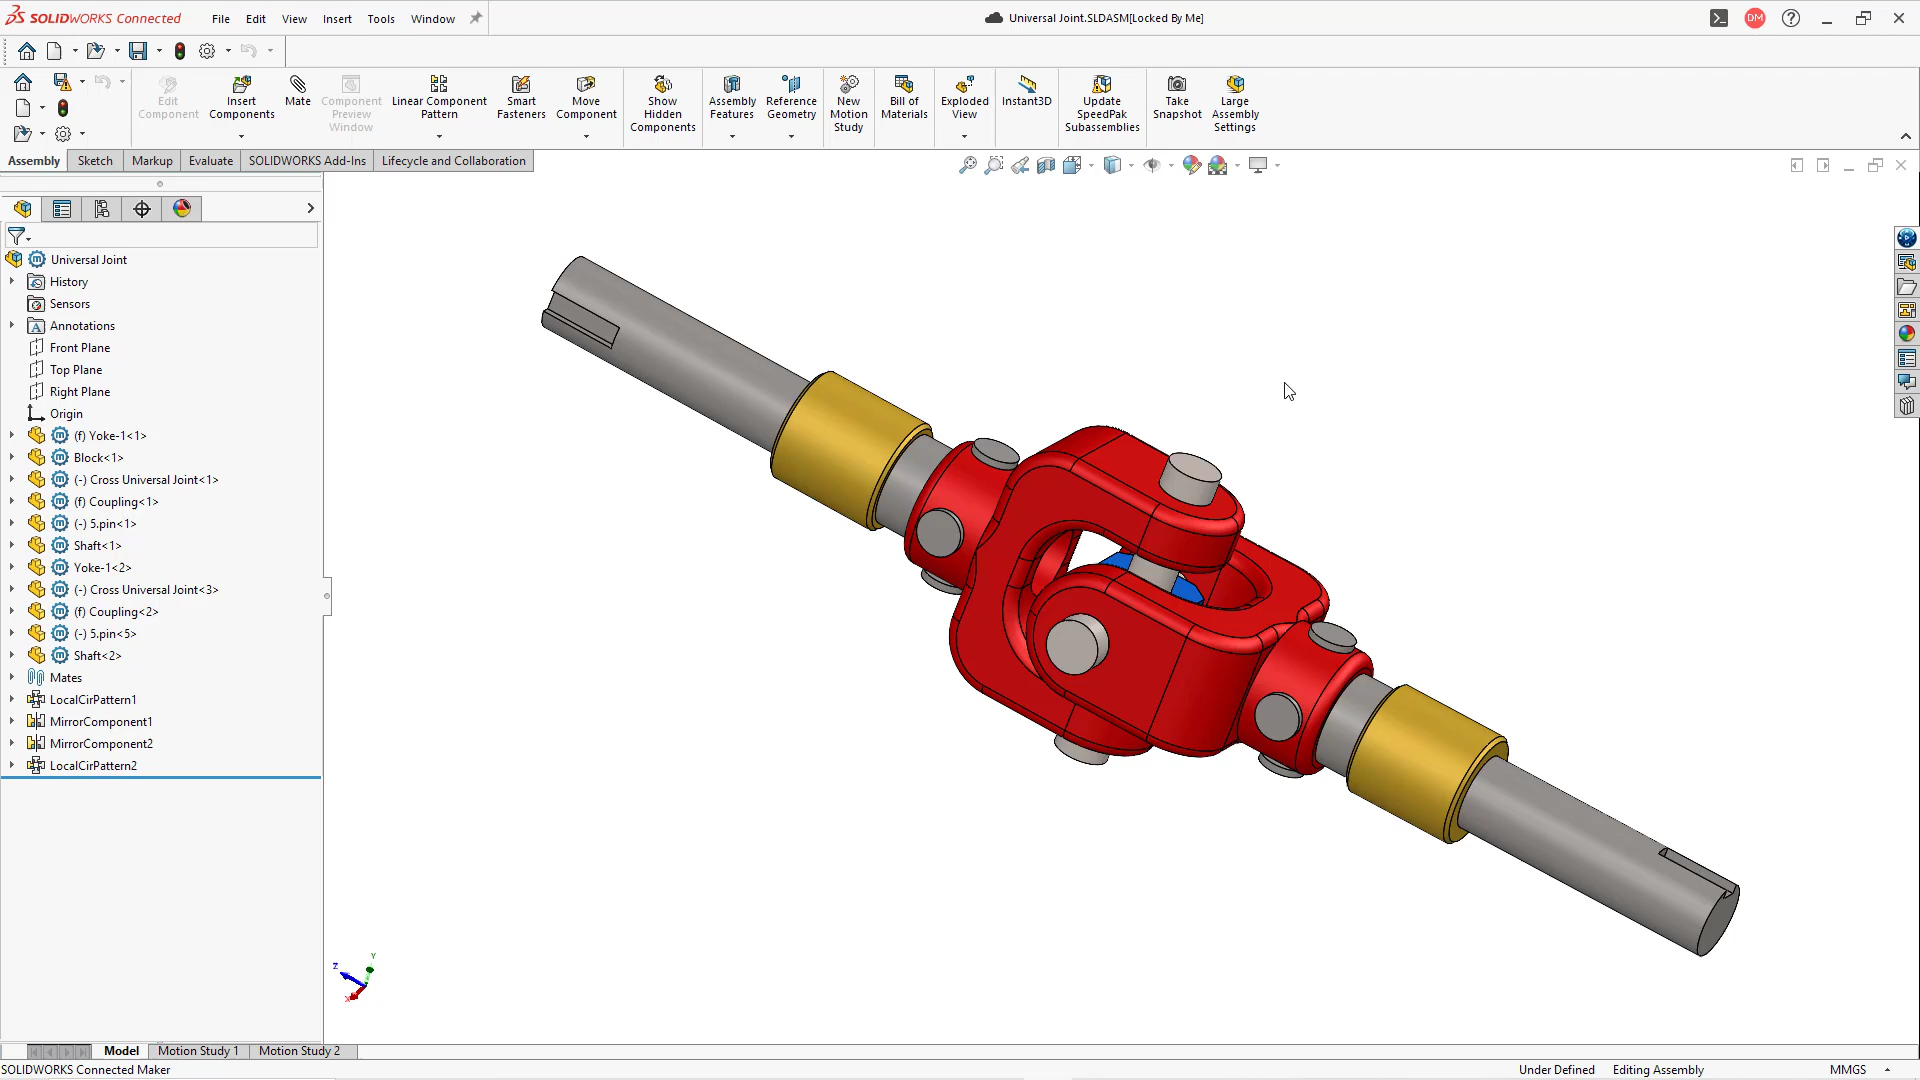 SOLIDWORKS Connected
File
Edit
View
Insert
Tools
Window
Universal Joint.SLDASM[Locked By Me]
DM
Edit
Component
Insert
Components
Mate
Component
Preview
Window
Linear Component
Pattern
Smart
Fasteners
Move
Component
Show
Hidden
Components
Assembly
Features
Reference
Geometry
New
Motion
Study
Bill of
Materials
Exploded
View
Instant3D
Update
SpeedPak
Subassemblies
Take
Snapshot
Large
Assembly
Settings
Assembly
Sketch
Markup
Evaluate
SOLIDWORKS Add-Ins
Lifecycle and Collaboration
Universal Joint
History
Sensors
Annotations
Front Plane
Top Plane
Right Plane
Origin
(f) Yoke-1<1>
Block<1>
(-) Cross Universal Joint<1>
(f) Coupling<1>
(-) 5.pin<1>
Shaft<1>
Yoke-1<2>
(-) Cross Universal Joint<3>
(f) Coupling<2>
(-) 5.pin<5>
Shaft<2>
Mates
LocalCirPattern1
MirrorComponent1
MirrorComponent2
LocalCirPattern2
Y
Z
X
Model
Motion Study 1
Motion Study 2
SOLIDWORKS Connected Maker
Under Defined
Editing Assembly
MMGS